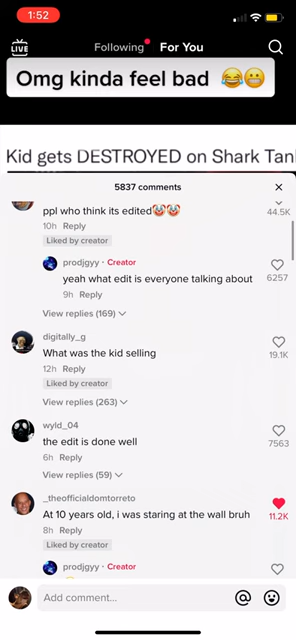 1:52
LIVE
Following For You
Omg kinda feel bad 😂😬
Kid gets DESTROYED on Shark Tan
5837 comments
ppl who think its edited🤡🤡
44.5K
10h Reply
Liked by creator
prodjgyy · Creator
yeah what edit is everyone talking about
6257
9h Reply
View replies (169)
digitally_g
What was the kid selling
19.1K
12h Reply
Liked by creator
View replies (263)
wyld_04
the edit is done well
7563
6h Reply
View replies (59)
_theofficialdomtorreto
At 10 years old, i was staring at the wall bruh
11.2K
8h Reply
Liked by creator
prodjgyy · Creator
Add comment...